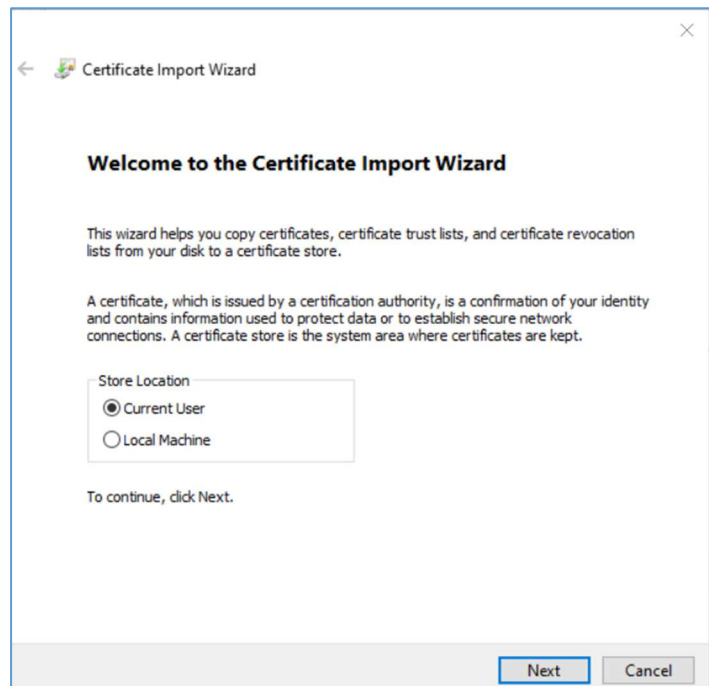 Certificate Import Wizard
Welcome to the Certificate Import Wizard
This wizard helps you copy certificates, certificate trust lists, and certificate revocation
lists from your disk to a certificate store.
A certificate, which is issued by a certification authority, is a confirmation of your identity
and contains information used to protect data or to establish secure network
connections. A certificate store is the system area where certificates are kept.
Store Location
Current User
Local Machine
To continue, click Next.
Next Cancel